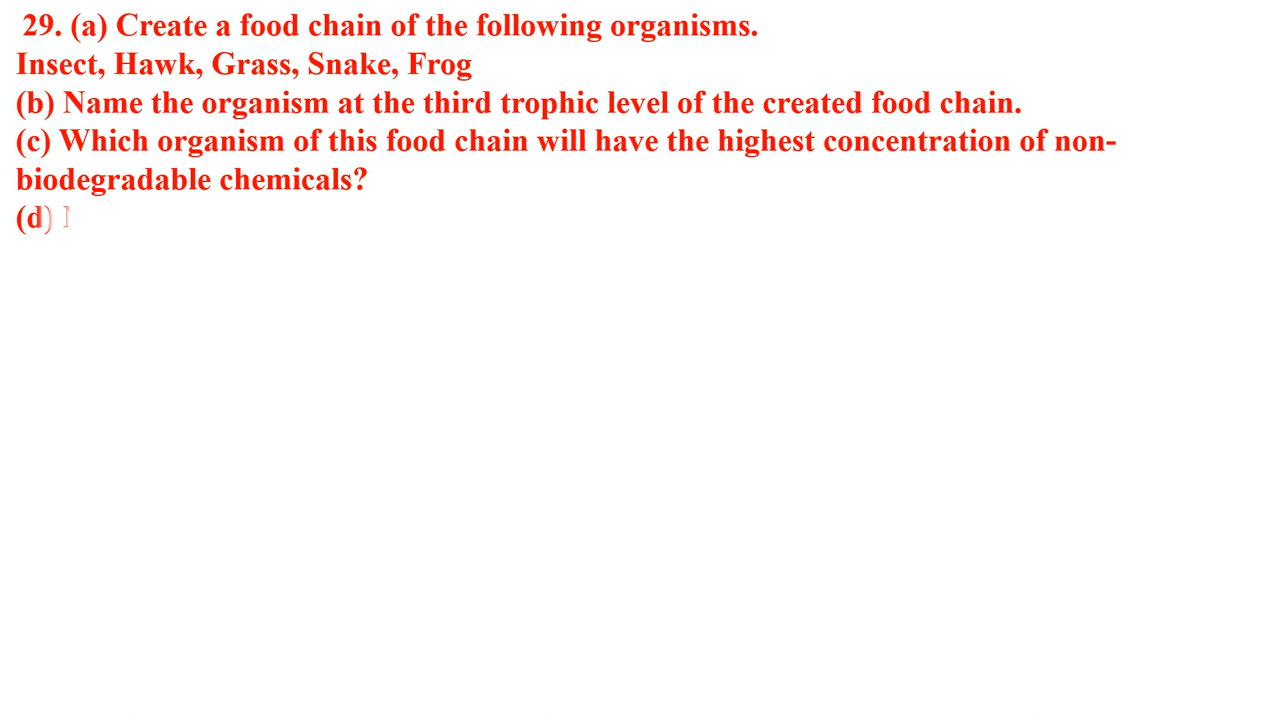 29. (a) Create a food chain of the following organisms.
Insect, Hawk, Grass, Snake, Frog
(b) Name the organism at the third trophic level of the created food chain.
(c) Which organism of this food chain will have the highest concentration of non-
biodegradable chemicals?
(d)